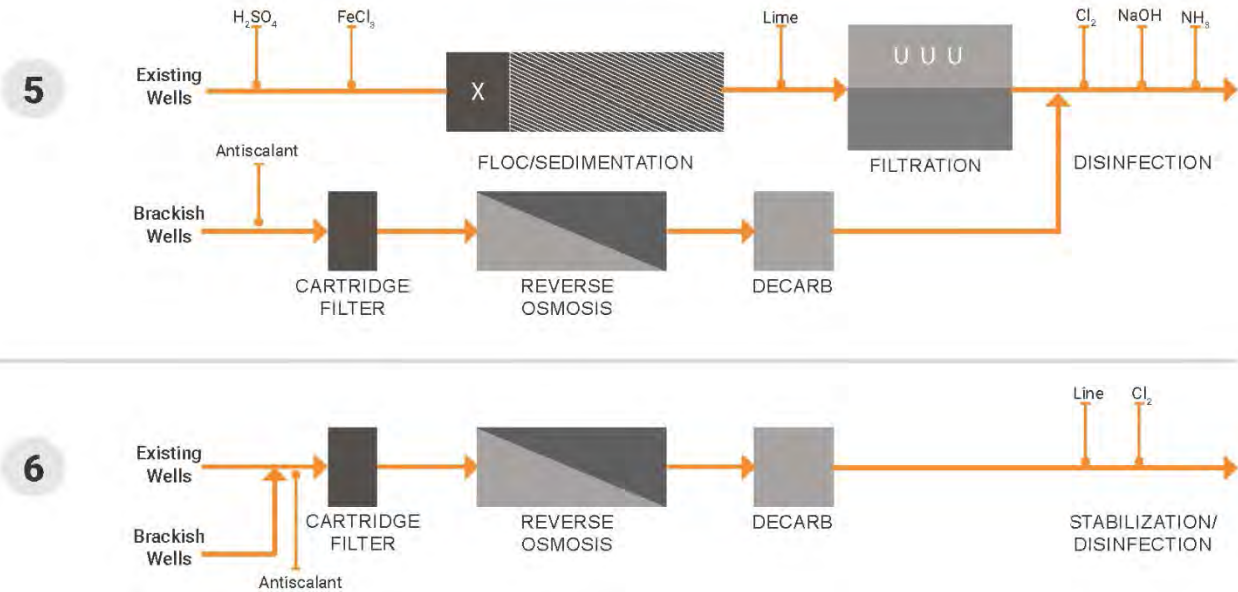 5
H₂SO₄
FeCl₃
Lime
Cl₂
NaOH
NH₃
Existing
Wells
X
U U U
FLOC/SEDIMENTATION
FILTRATION
DISINFECTION
Antiscalant
Brackish
Wells
CARTRIDGE
FILTER
REVERSE
OSMOSIS
DECARB
6
Line
Cl₂
Existing
Wells
Brackish
Wells
Antiscalant
CARTRIDGE
FILTER
REVERSE
OSMOSIS
DECARB
STABILIZATION/
DISINFECTION